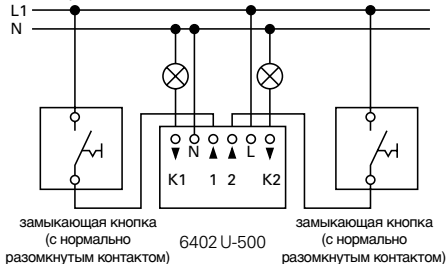 L1
N
N L
K1 1 2 K2
замыкающая кнопка
(с нормально
разомкнутым контактом)
6402 U-500
замыкающая кнопка
(с нормально
разомкнутым контактом)